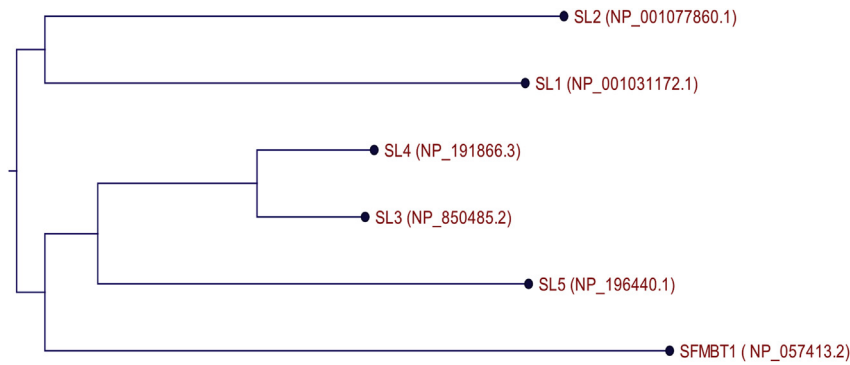 SL2 (NP_001077860.1)
SL1 (NP_001031172.1)
SL4 (NP_191866.3)
SL3 (NP_850485.2)
SL5 (NP_196440.1)
SFMBT1 ( NP_057413.2)